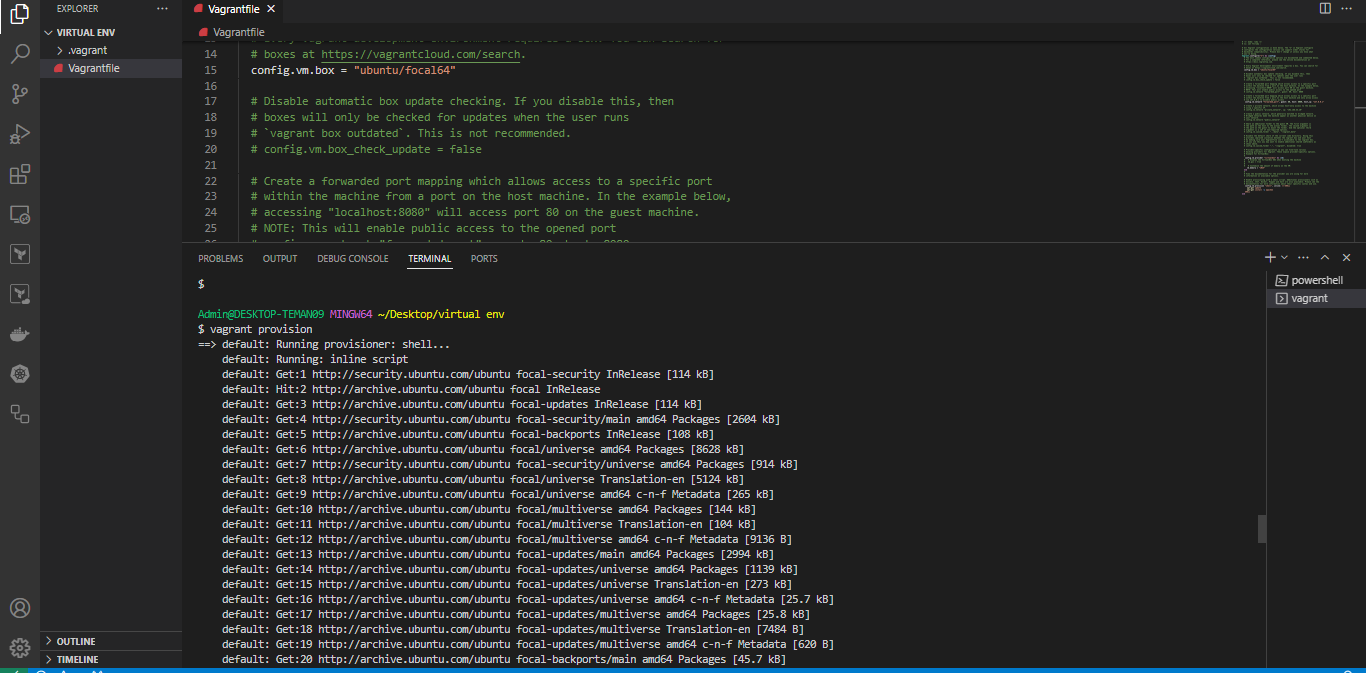 EXPLORER
VIRTUAL ENV
.vagrant
Vagrantfile
OUTLINE
TIMELINE
Vagrantfile
Vagrantfile
14 # boxes at https://vagrantcloud.com/search.
15 config.vm.box = "ubuntu/focal64"
16
17 # Disable automatic box update checking. If you disable this, then
18 # boxes will only be checked for updates when the user runs
19 # `vagrant box outdated`. This is not recommended.
20 # config.vm.box_check_update = false
21
22 # Create a forwarded port mapping which allows access to a specific port
23 # within the machine from a port on the host machine. In the example below,
24 # accessing "localhost:8080" will access port 80 on the guest machine.
25 # NOTE: This will enable public access to the opened port
PROBLEMS OUTPUT DEBUG CONSOLE TERMINAL PORTS
powershell
vagrant
$
Admin@DESKTOP-TEMAN09 MINGW64 ~/Desktop/virtual env
$ vagrant provision
==> default: Running provisioner: shell...
default: Running: inline script
default: Get:1 http://security.ubuntu.com/ubuntu focal-security InRelease [114 kB]
default: Hit:2 http://archive.ubuntu.com/ubuntu focal InRelease
default: Get:3 http://archive.ubuntu.com/ubuntu focal-updates InRelease [114 kB]
default: Get:4 http://security.ubuntu.com/ubuntu focal-security/main amd64 Packages [2604 kB]
default: Get:5 http://archive.ubuntu.com/ubuntu focal-backports InRelease [108 kB]
default: Get:6 http://archive.ubuntu.com/ubuntu focal/universe amd64 Packages [8628 kB]
default: Get:7 http://security.ubuntu.com/ubuntu focal-security/universe amd64 Packages [914 kB]
default: Get:8 http://archive.ubuntu.com/ubuntu focal/universe Translation-en [5124 kB]
default: Get:9 http://archive.ubuntu.com/ubuntu focal/universe amd64 c-n-f Metadata [265 kB]
default: Get:10 http://archive.ubuntu.com/ubuntu focal/multiverse amd64 Packages [144 kB]
default: Get:11 http://archive.ubuntu.com/ubuntu focal/multiverse Translation-en [104 kB]
default: Get:12 http://archive.ubuntu.com/ubuntu focal/multiverse amd64 c-n-f Metadata [9136 B]
default: Get:13 http://archive.ubuntu.com/ubuntu focal-updates/main amd64 Packages [2994 kB]
default: Get:14 http://archive.ubuntu.com/ubuntu focal-updates/universe amd64 Packages [1139 kB]
default: Get:15 http://archive.ubuntu.com/ubuntu focal-updates/universe Translation-en [273 kB]
default: Get:16 http://archive.ubuntu.com/ubuntu focal-updates/universe amd64 c-n-f Metadata [25.7 kB]
default: Get:17 http://archive.ubuntu.com/ubuntu focal-updates/multiverse amd64 Packages [25.8 kB]
default: Get:18 http://archive.ubuntu.com/ubuntu focal-updates/multiverse Translation-en [7484 B]
default: Get:19 http://archive.ubuntu.com/ubuntu focal-updates/multiverse amd64 c-n-f Metadata [620 B]
default: Get:20 http://archive.ubuntu.com/ubuntu focal-backports/main amd64 Packages [45.7 kB]